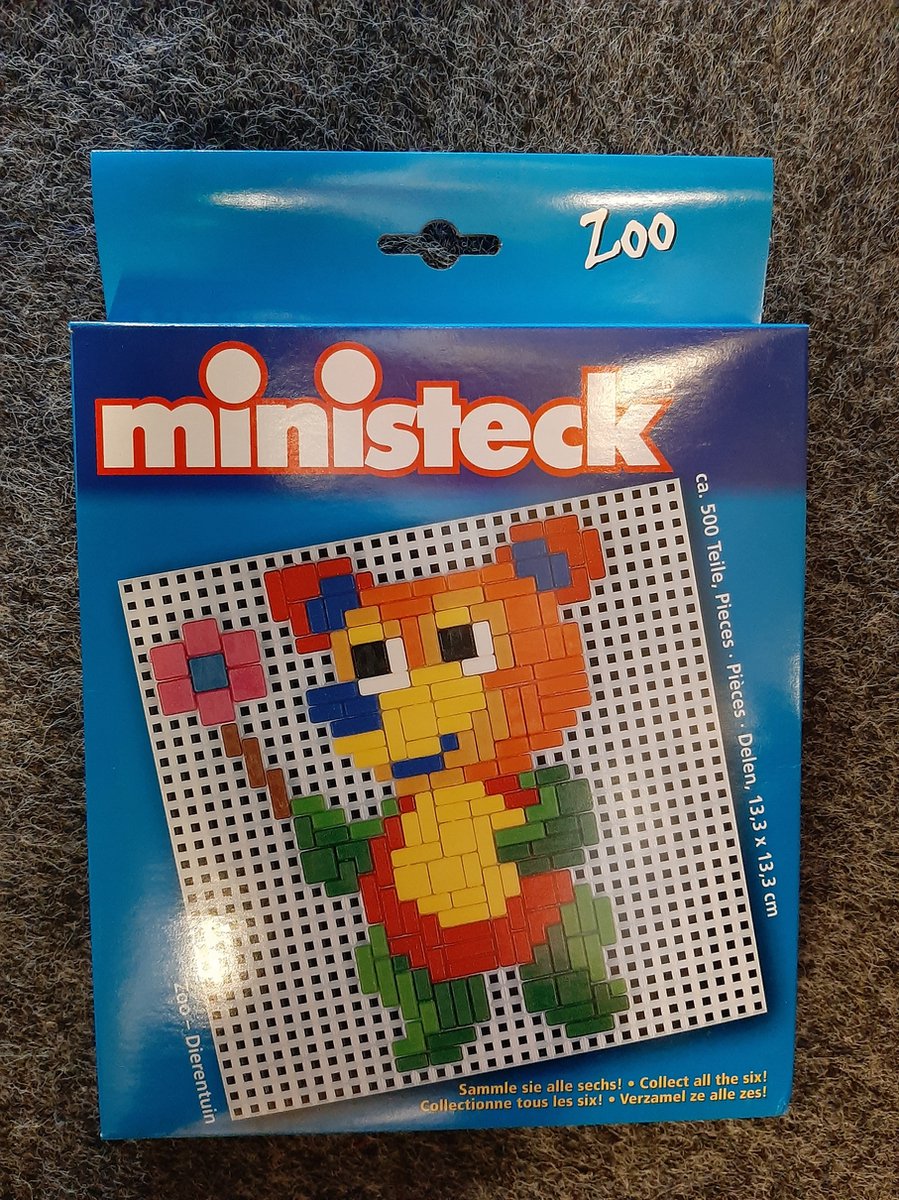 Zoo
ministeck
ca. 500 Teile, Pieces · Pièces · Delen, 13,3 x 13,3 cm
Zoo – Dierentuin
Sammle sie alle sechs! • Collect all the six!
Collectionne tous les six! • Verzamel ze alle zes!